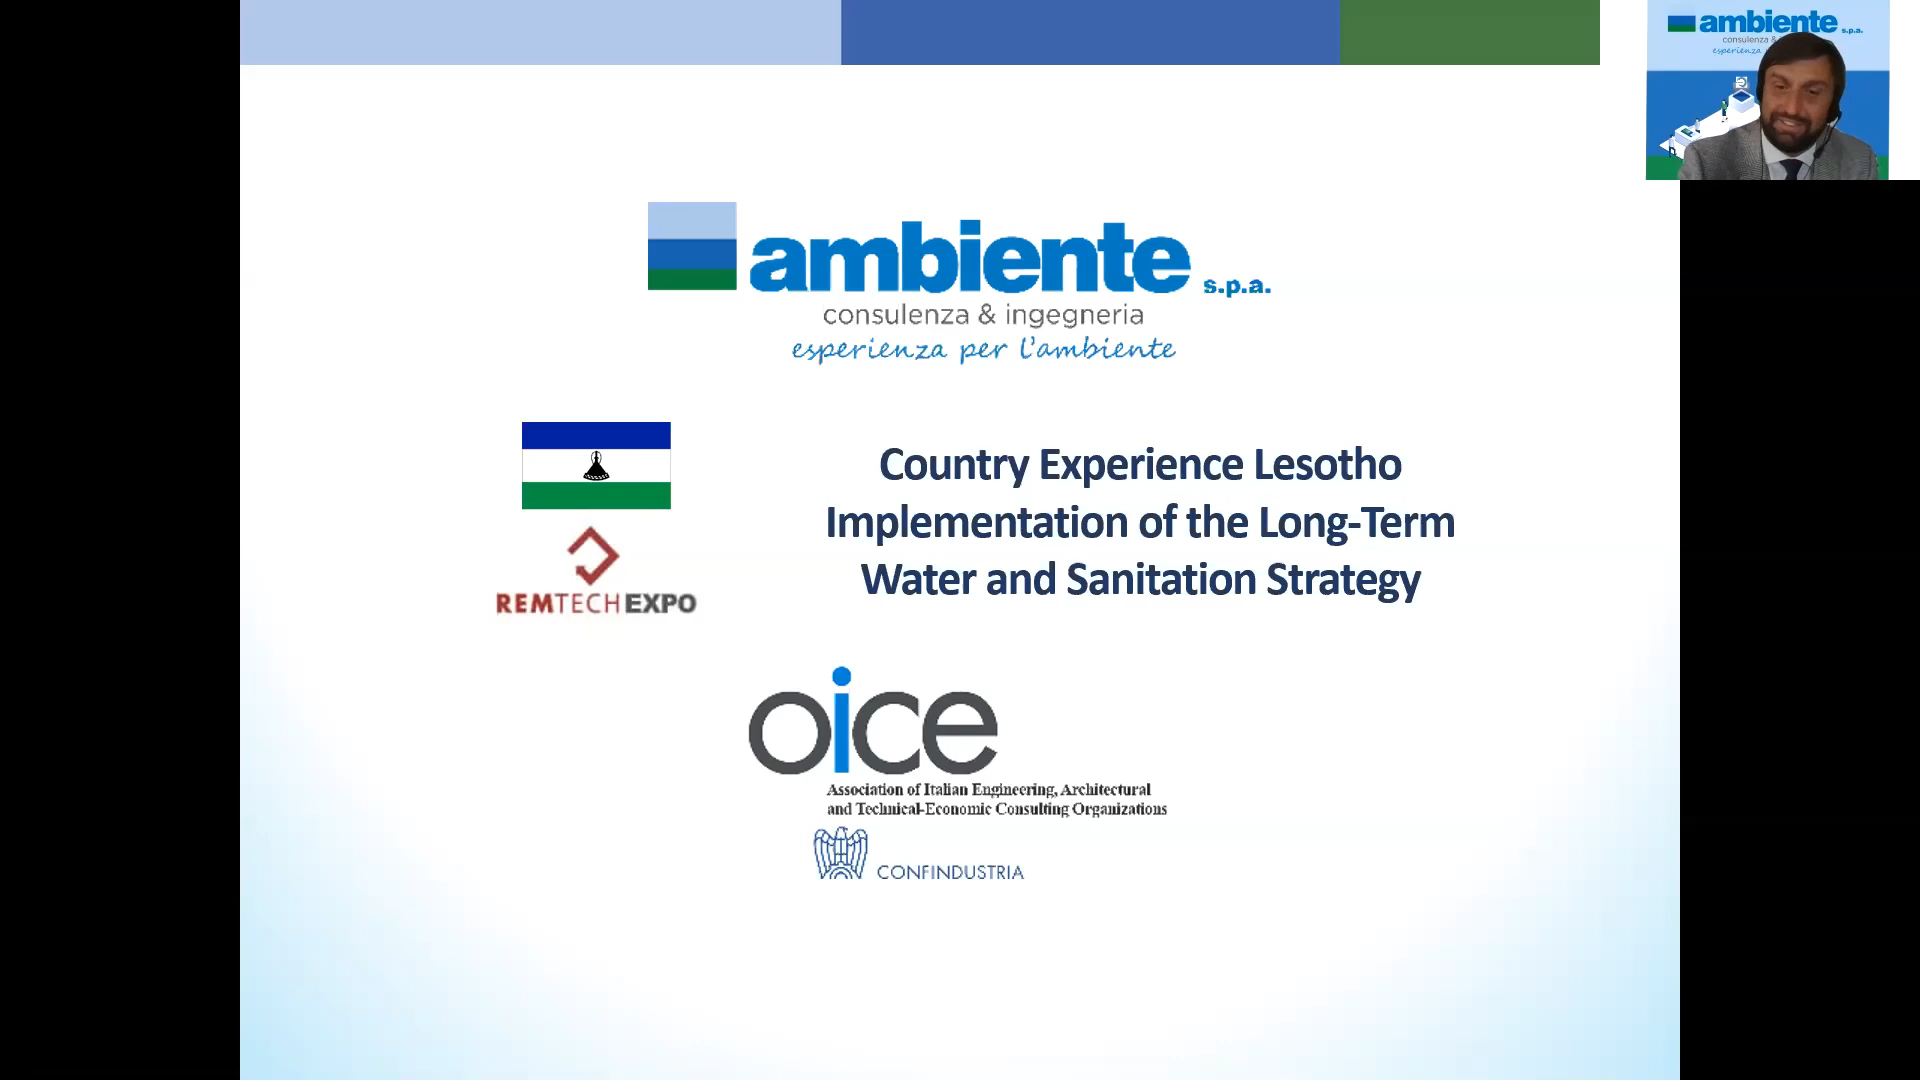 ambiente s.p.a.
consulenza & ingegneria
esperienza per l'ambiente
Country Experience Lesotho
Implementation of the Long-Term
Water and Sanitation Strategy
REMTECH EXPO
oice
Association of Italian Engineering, Architectural
and Technical-Economic Consulting Organizations
CONFINDUSTRIA
ambiente s.p.a.
consulenza &
esperienza